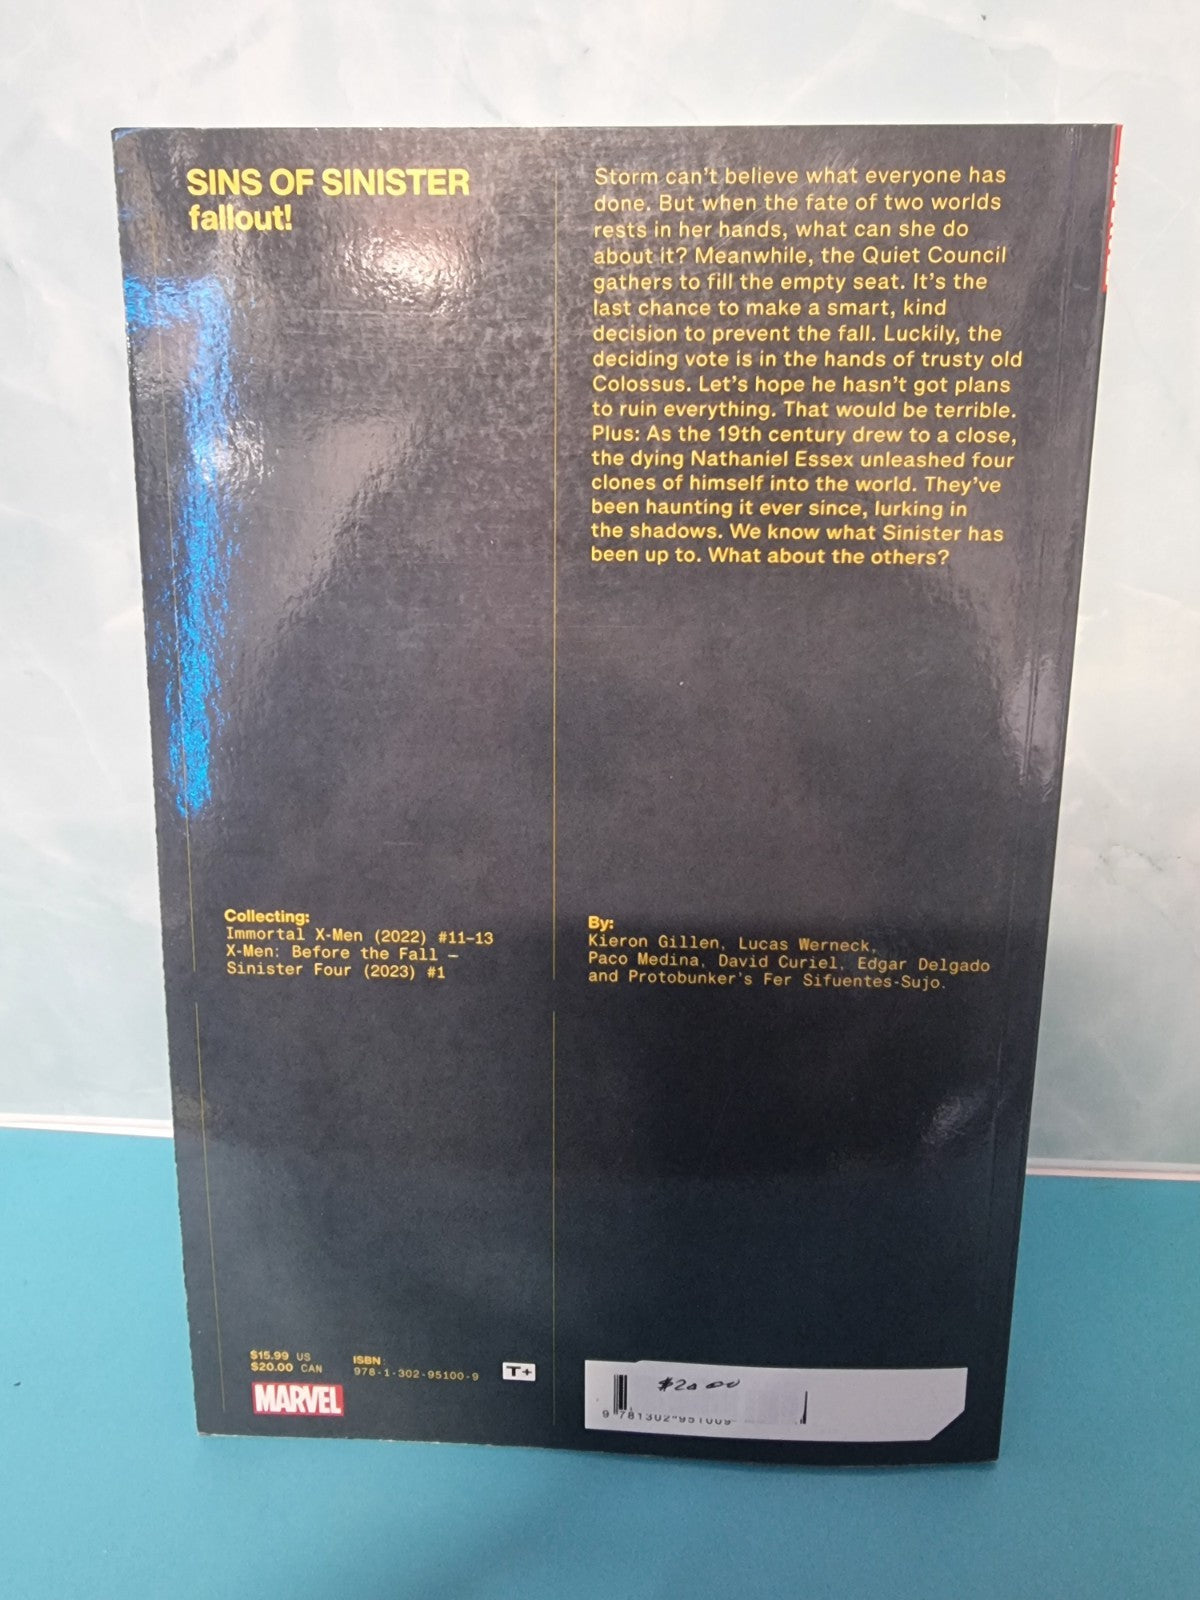 SINS OF SINISTER
fallout!
Storm can't believe what everyone has
done. But when the fate of two worlds
rests in her hands, what can she do
about it? Meanwhile, the Quiet Council
gathers to fill the empty seat. It's the
last chance to make a smart, kind
decision to prevent the fall. Luckily, the
deciding vote is in the hands of trusty old
Colossus. Let's hope he hasn't got plans
to ruin everything. That would be terrible.
Plus: As the 19th century drew to a close,
the dying Nathaniel Essex unleashed four
clones of himself into the world. They've
been haunting it ever since, lurking in
the shadows. We know what Sinister has
been up to. What about the others?
Collecting:
Immortal X-Men (2022) #11–13
X-Men: Before the Fall –
Sinister Four (2023) #1
By:
Kieron Gillen, Lucas Werneck,
Paco Medina, David Curiel, Edgar Delgado
and Protobunker's Fer Sifuentes-Sujo.
$15.99 US
$20.00 CAN
ISBN:
978-1-302-95100-9
T+
MARVEL
$20.00
9 781302 951009